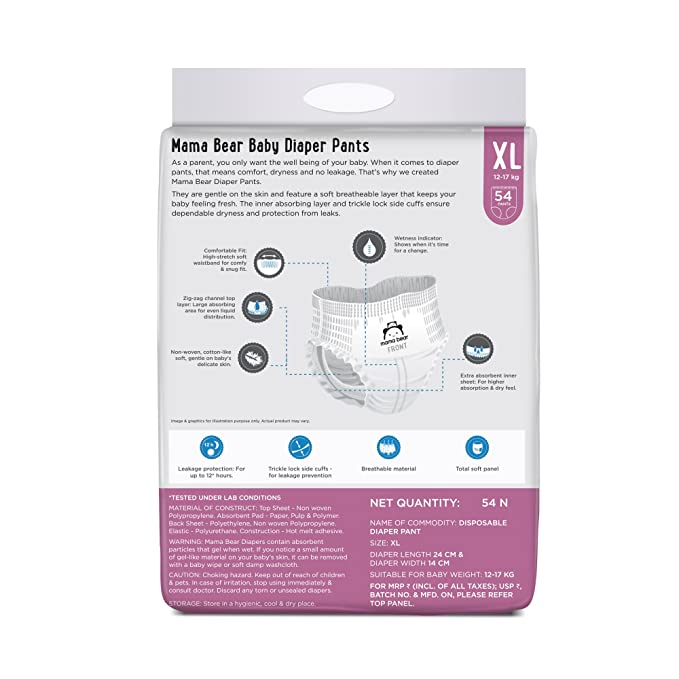 Mama Bear Baby Diaper Pants
As a parent, you only want the well being of your baby. When it comes to diaper
pants, that means comfort, dryness and no leakage. That's why we created
Mama Bear Diaper Pants.
They are gentle on the skin and feature a soft breatheable layer that keeps your
baby feeling fresh. The inner absorbing layer and trickle lock side cuffs ensure
dependable dryness and protection from leaks.
XL
12-17 kg
54
PANTS
Comfortable Fit:
High-stretch soft
waistband for comfy
& snug fit.
Wetness Indicator:
Shows when it's time
for a change.
Zig-zag channel top
layer: Large absorbing
area for even liquid
distribution.
Non-woven, cotton-like
soft, gentle on baby's
delicate skin.
mama bear
FRONT
Extra absorbent inner
sheet: For higher
absorption & dry feel.
Image & graphics for illustration purpose only. Actual product may vary.
12 h
Leakage protection: For
up to 12* hours.
Trickle lock side cuffs -
for leakage prevention
Breathable material
Total soft panel
*TESTED UNDER LAB CONDITIONS
MATERIAL OF CONSTRUCT: Top Sheet - Non woven
Polypropylene. Absorbent Pad - Paper, Pulp & Polymer.
Back Sheet - Polyethylene, Non woven Polypropylene.
Elastic - Polyurethane. Construction - Hot melt adhesive.
WARNING: Mama Bear Diapers contain absorbent
particles that gel when wet. If you notice a small amount
of gel-like material on your baby's skin, it can be removed
with a baby wipe or soft damp washcloth.
CAUTION: Choking hazard. Keep out of reach of children
& pets. In case of irritation, stop using immediately &
consult doctor. Discard any torn or unsealed diapers.
STORAGE: Store in a hygienic, cool & dry place.
NET QUANTITY: 54 N
NAME OF COMMODITY: DISPOSABLE
DIAPER PANT
SIZE: XL
DIAPER LENGTH 24 CM &
DIAPER WIDTH 14 CM
SUITABLE FOR BABY WEIGHT: 12-17 KG
FOR MRP ₹ (INCL. OF ALL TAXES); USP ₹,
BATCH NO. & MFD. ON, PLEASE REFER
TOP PANEL.